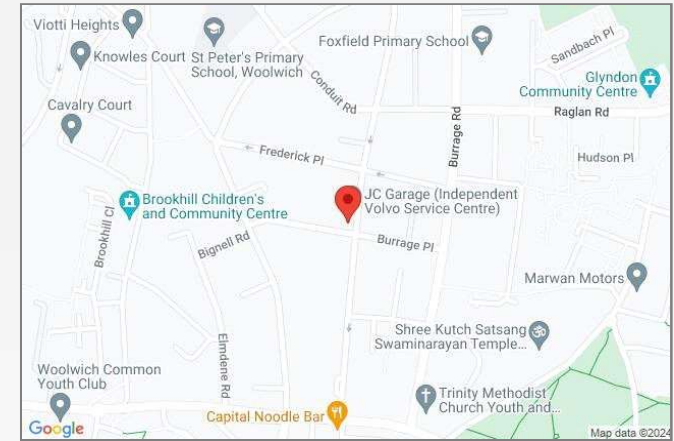 Viotti Heights
Knowles Court
St Peter's Primary
School, Woolwich
Foxfield Primary School
Sandbach Pl
Conduit Rd
Glyndon
Community Centre
Cavalry Court
Raglan Rd
Burrage Rd
Frederick Pl
Hudson Pl
JC Garage (Independent
Volvo Service Centre)
Brookhill Children's
and Community Centre
Brookhill Cl
Bignell Rd
Burrage Pl
Marwan Motors
Shree Kutch Satsang
Swaminarayan Temple...
Elmdene Rd
Woolwich Common
Youth Club
Trinity Methodist
Church Youth and...
Capital Noodle Bar
Google
Map data ©2024